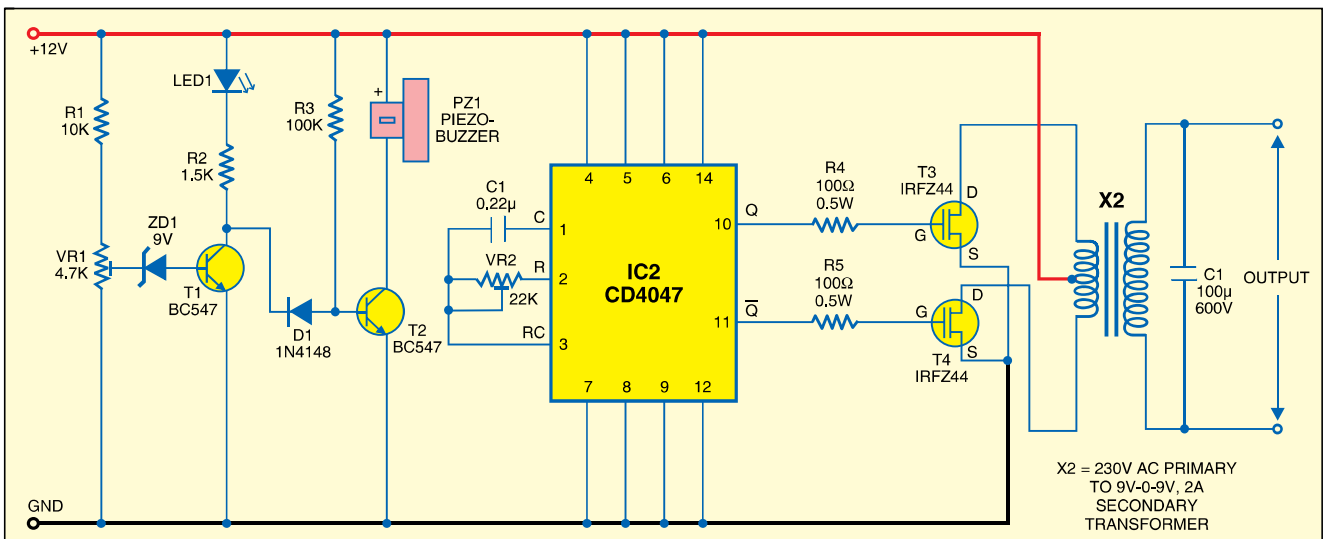 +12V
LED1
R1
10K
R2
1.5K
R3
100K
+
PZ1
PIEZO-
BUZZER
ZD1
9V
VR1
4.7K
T1
BC547
D1
1N4148
T2
BC547
C1
0.22µ
C
1
VR2
R
2
22K
RC
3
4
5
6
14
IC2
CD4047
10
Q
11
Q̅
7
8
9
12
R4
100Ω
0.5W
R5
100Ω
0.5W
T3
IRFZ44
D
G
S
D
G
S
T4
IRFZ44
X2
C1
100µ
600V
OUTPUT
X2 = 230V AC PRIMARY
TO 9V-0-9V, 2A
SECONDARY
TRANSFORMER
GND